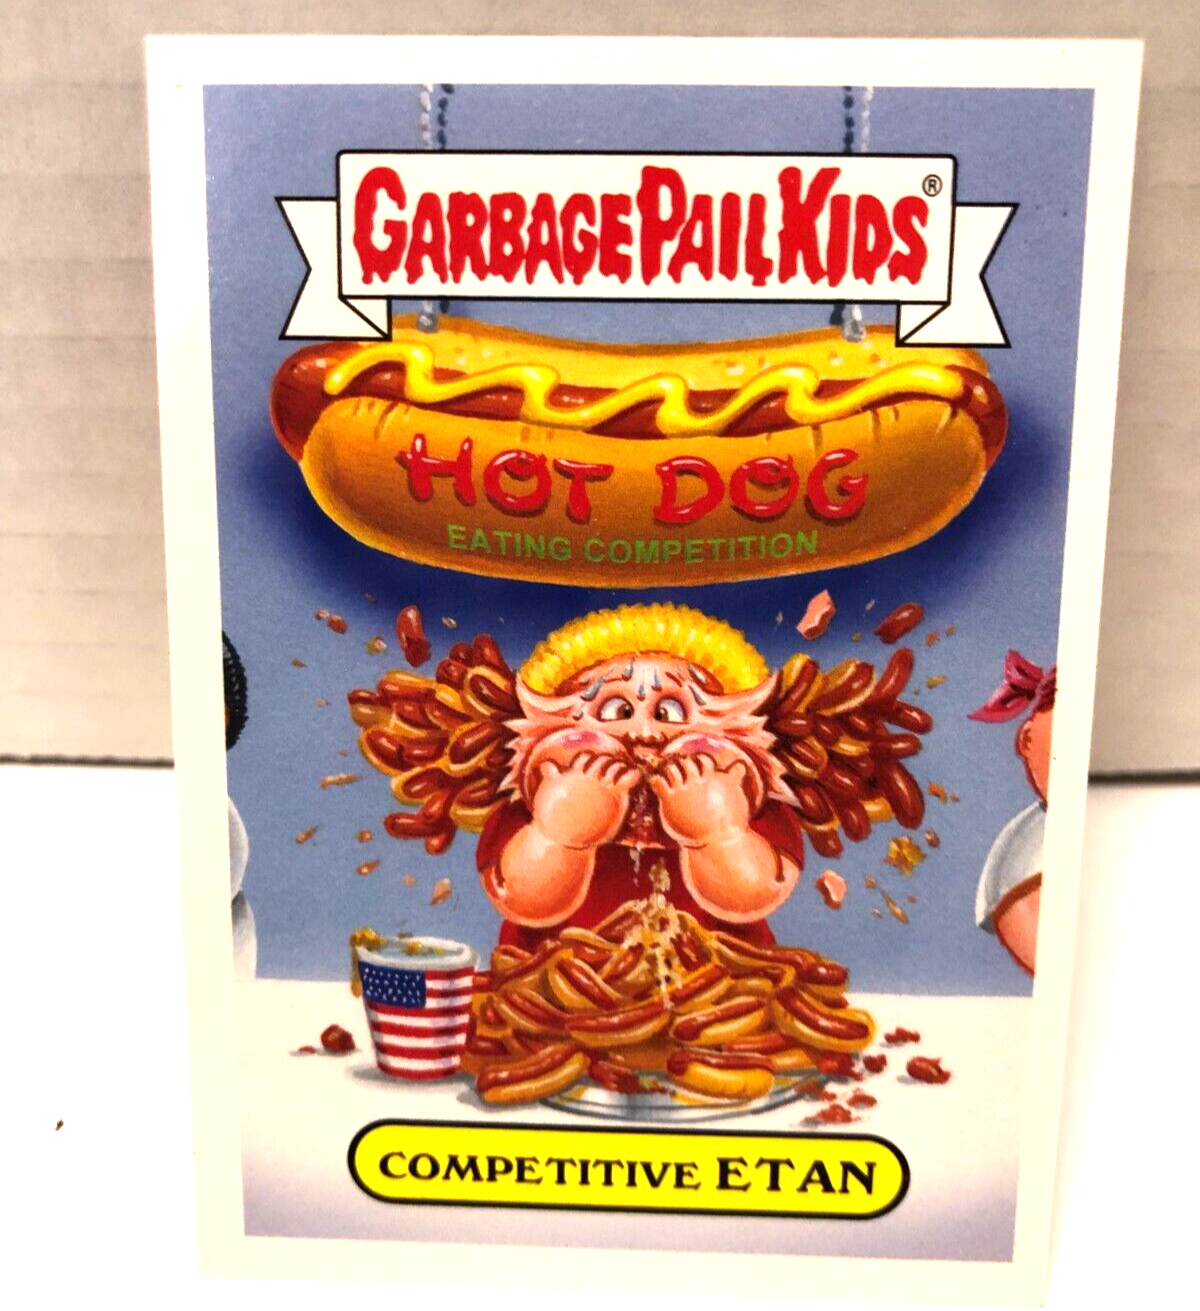 GARBAGE PAIL KIDS®
HOT DOG
EATING COMPETITION
COMPETITIVE ETAN